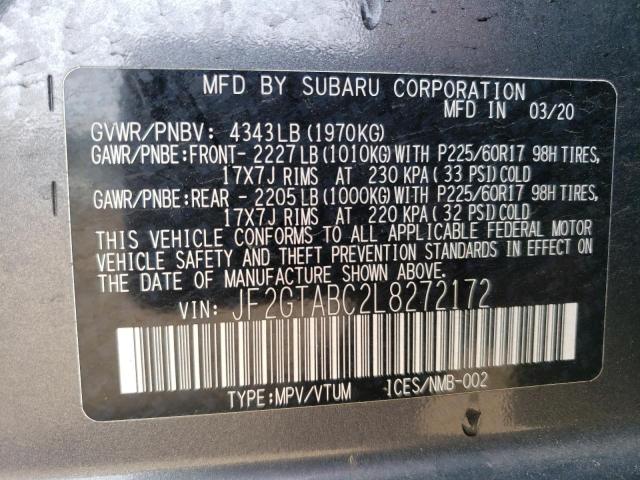 MFD BY SUBARU CORPORATION
MFD IN 03/20
GVWR/PNBV: 4343LB(1970KG)
GAWR/PNBE:FRONT- 2227LB(1010KG)WITH P225/60R17 98H TIRES,
17X7J RIMS AT 230 KPA(33 PSI)COLD
GAWR/PNBE:REAR - 2205LB(1000KG)WITH P225/60R17 98H TIRES,
17X7J RIMS AT 220 KPA(32 PSI)COLD
THIS VEHICLE CONFORMS TO ALL APPLICABLE FEDERAL MOTOR
VEHICLE SAFETY AND THEFT PREVENTION STANDARDS IN EFFECT ON
THE DATE OF MANUFACTURE SHOWN ABOVE.
VIN: JF2GTABC2L8272172
TYPE:MPV/VTUM ICES/NMB-002